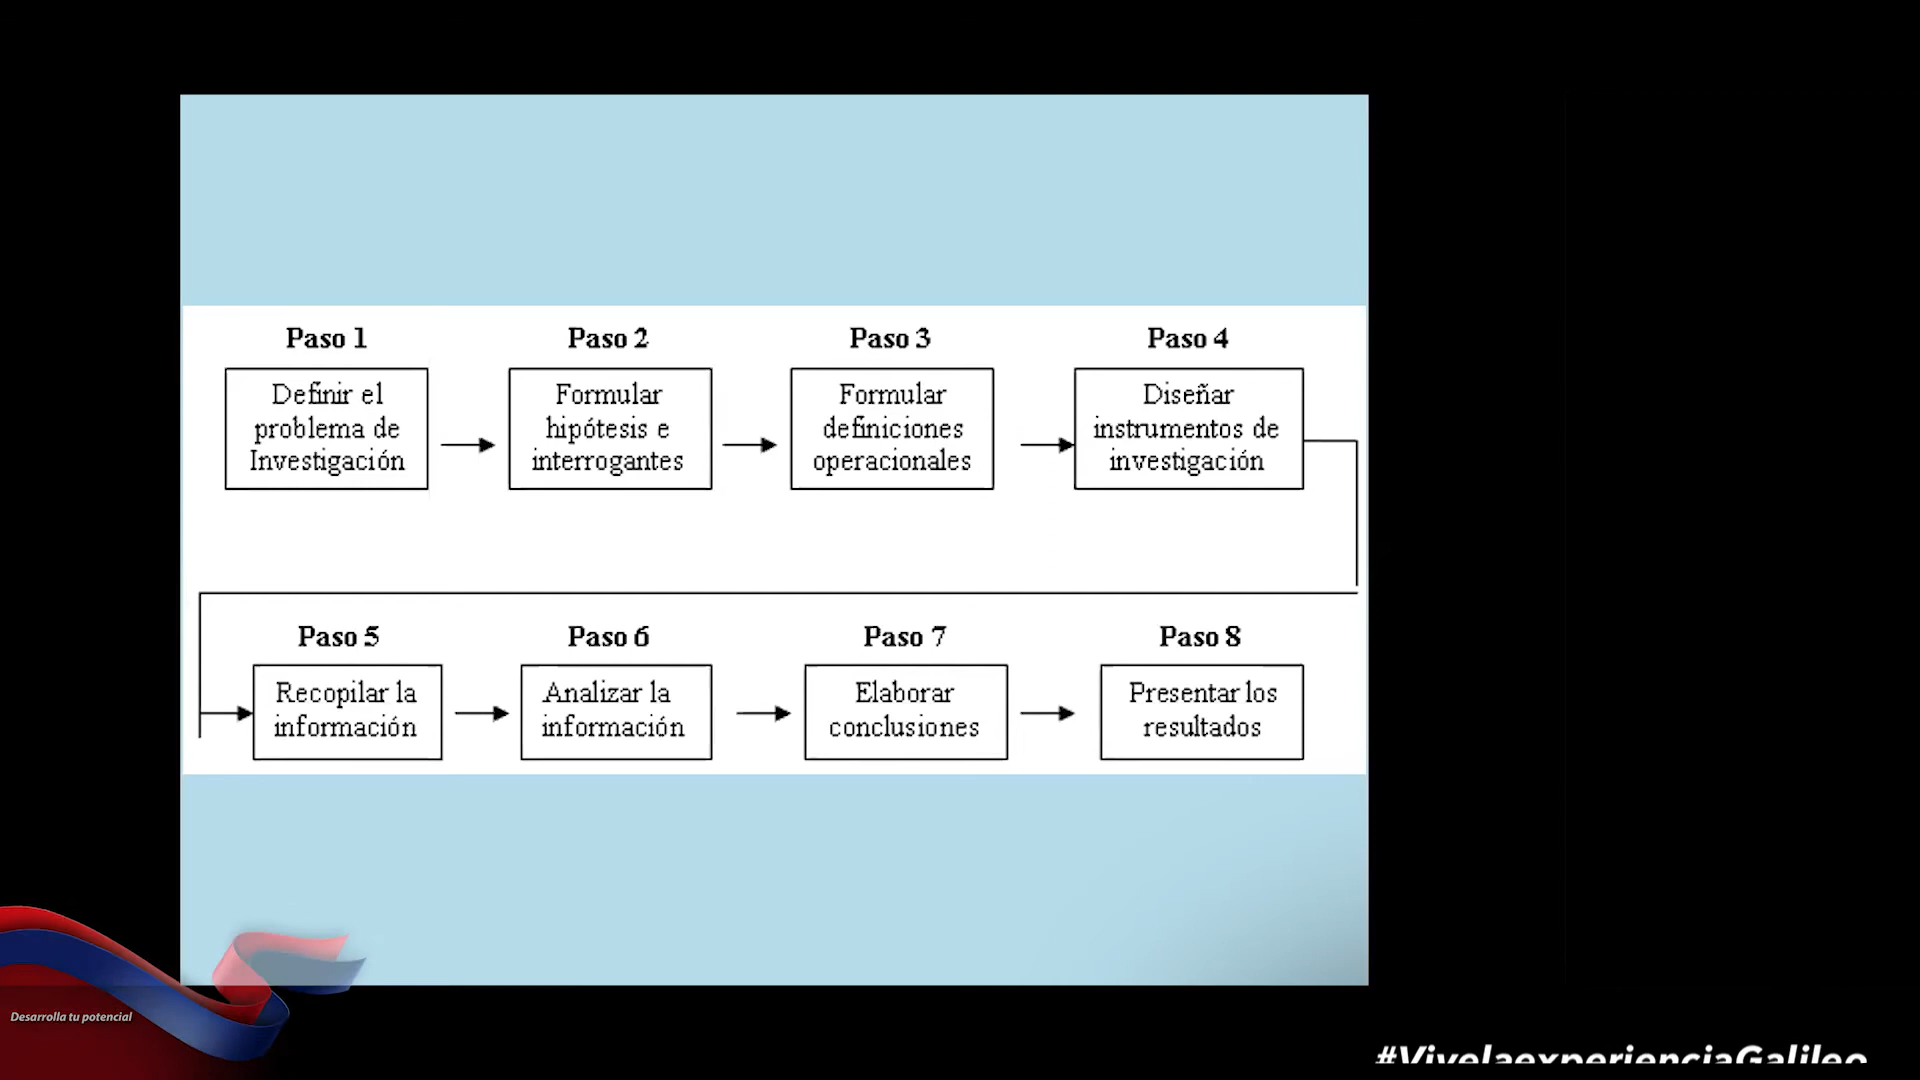 Paso 1
Definir el
problema de
Investigación
Paso 2
Formular
hipótesis e
interrogantes
Paso 3
Formular
definiciones
operacionales
Paso 4
Diseñar
instrumentos de
investigación
Paso 5
Recopilar la
información
Paso 6
Analizar la
información
Paso 7
Elaborar
conclusiones
Paso 8
Presentar los
resultados
Desarrolla tu potencial
#VivelaexperienciaGalileo